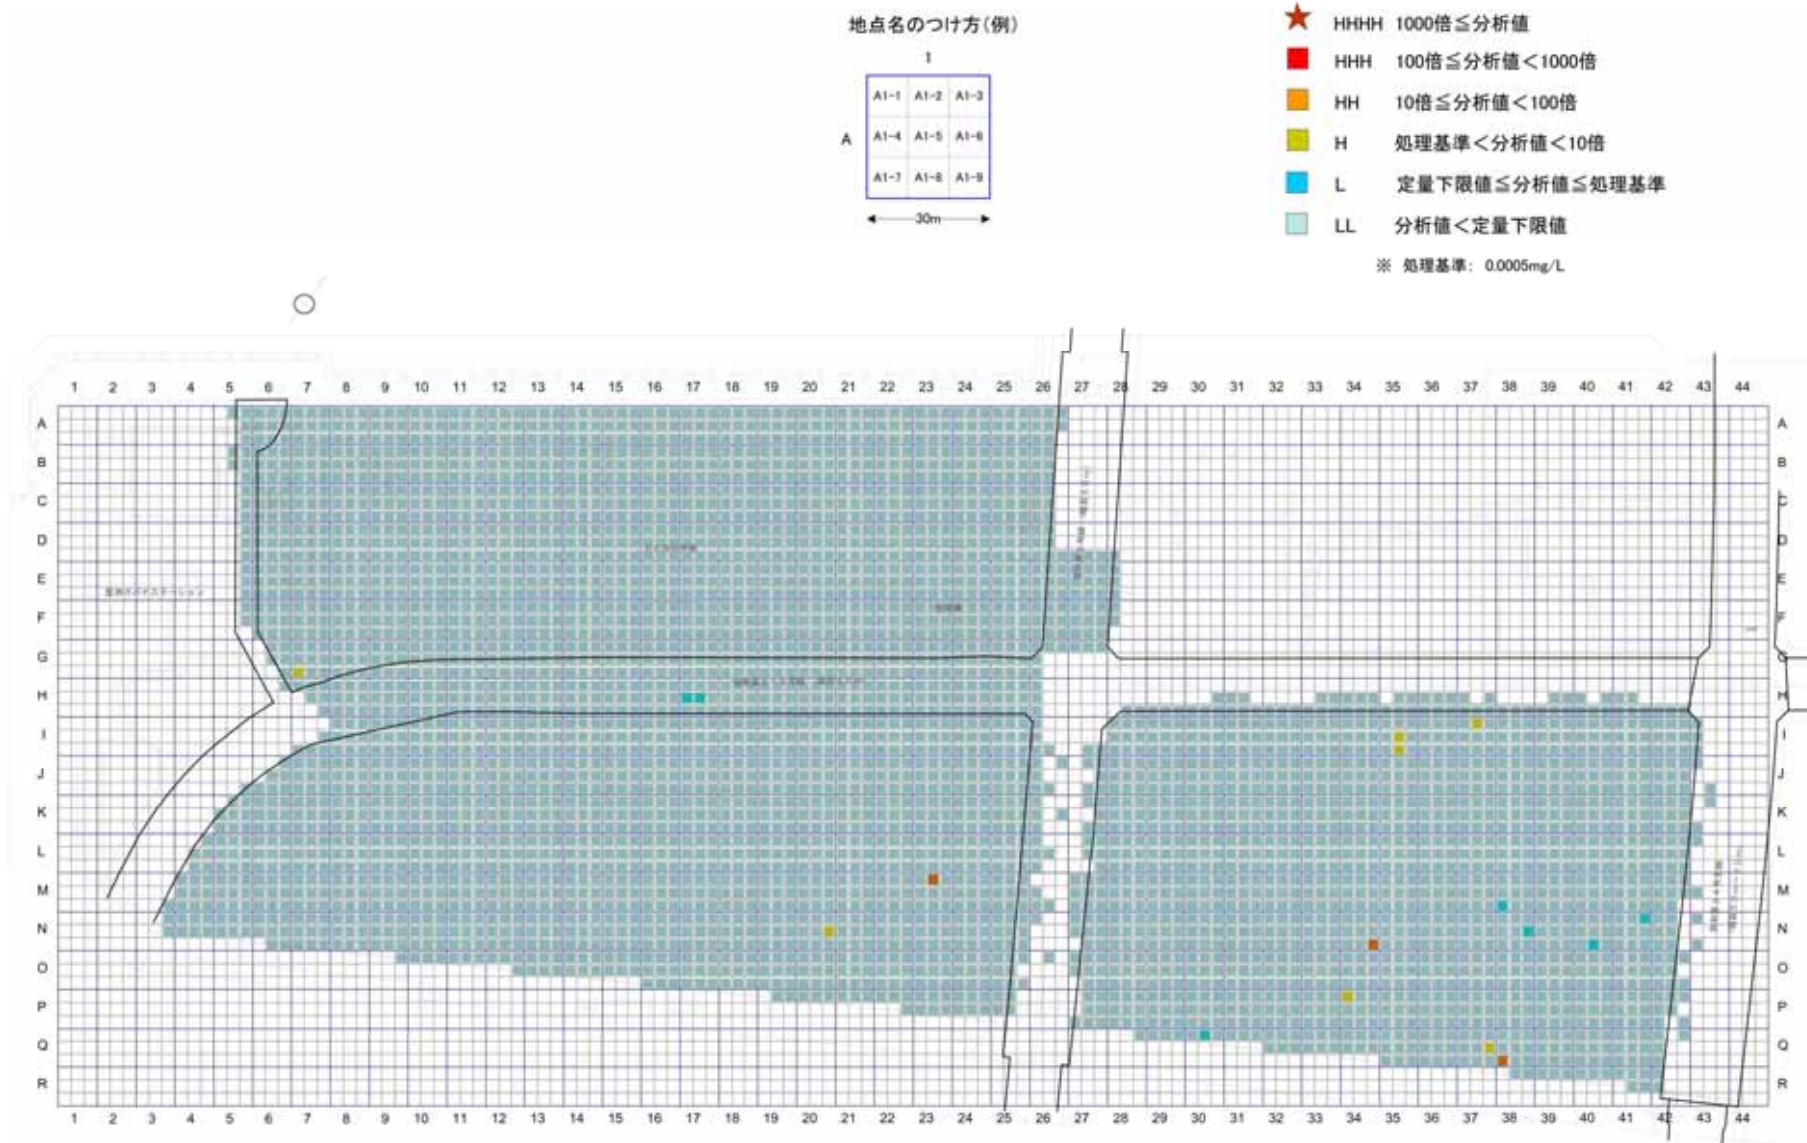 地点名のつけ方(例)
1
A1-1 A1-2 A1-3
A
A1-4 A1-5 A1-6
A1-7 A1-8 A1-9
30m
HHHH 1000倍≦分析値
HHH 100倍≦分析値<1000倍
HH 10倍≦分析値<100倍
H 処理基準<分析値<10倍
L 定量下限値≦分析値≦処理基準
LL 分析値<定量下限値
※ 処理基準: 0.0005mg/L
1 2 3 4 5 6 7 8 9 10 11 12 13 14 15 16 17 18 19 20 21 22 23 24 25 26 27 28 29 30 31 32 33 34 35 36 37 38 39 40 41 42 43 44
A A
B B
C C
D D
E E
F F
G G
H H
I I
J J
K K
L L
M M
N N
O O
P P
Q Q
R R
1 2 3 4 5 6 7 8 9 10 11 12 13 14 15 16 17 18 19 20 21 22 23 24 25 26 27 28 29 30 31 32 33 34 35 36 37 38 39 40 41 42 43 44